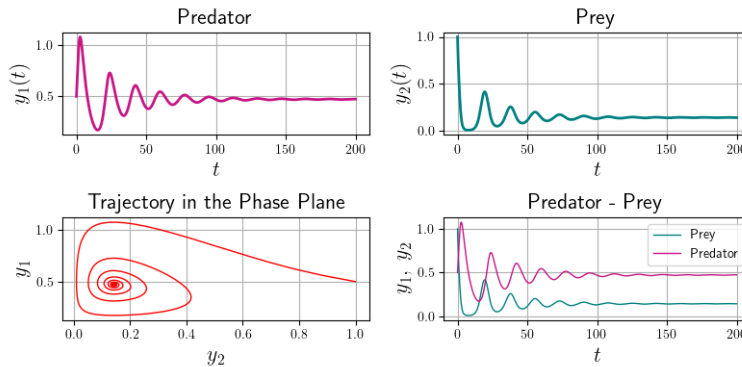 Predator
y₁(t)
1.0
0.5
0
50
100
150
200
t
Prey
y₂(t)
1.0
0.5
0.0
0
50
100
150
200
t
Trajectory in the Phase Plane
y₁
1.0
0.5
0.0
0.2
0.4
0.6
0.8
1.0
y₂
Predator - Prey
y₁, y₂
1.0
0.5
0.0
Prey
Predator
0
50
100
150
200
t